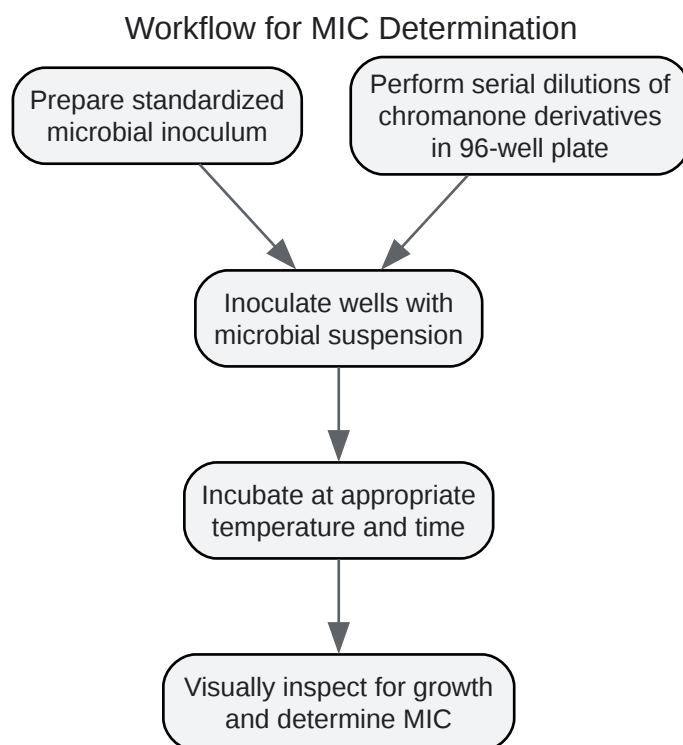 Workflow for MIC Determination
Prepare standardized
microbial inoculum
Perform serial dilutions of
chromanone derivatives
in 96-well plate
Inoculate wells with
microbial suspension
Incubate at appropriate
temperature and time
Visually inspect for growth
and determine MIC